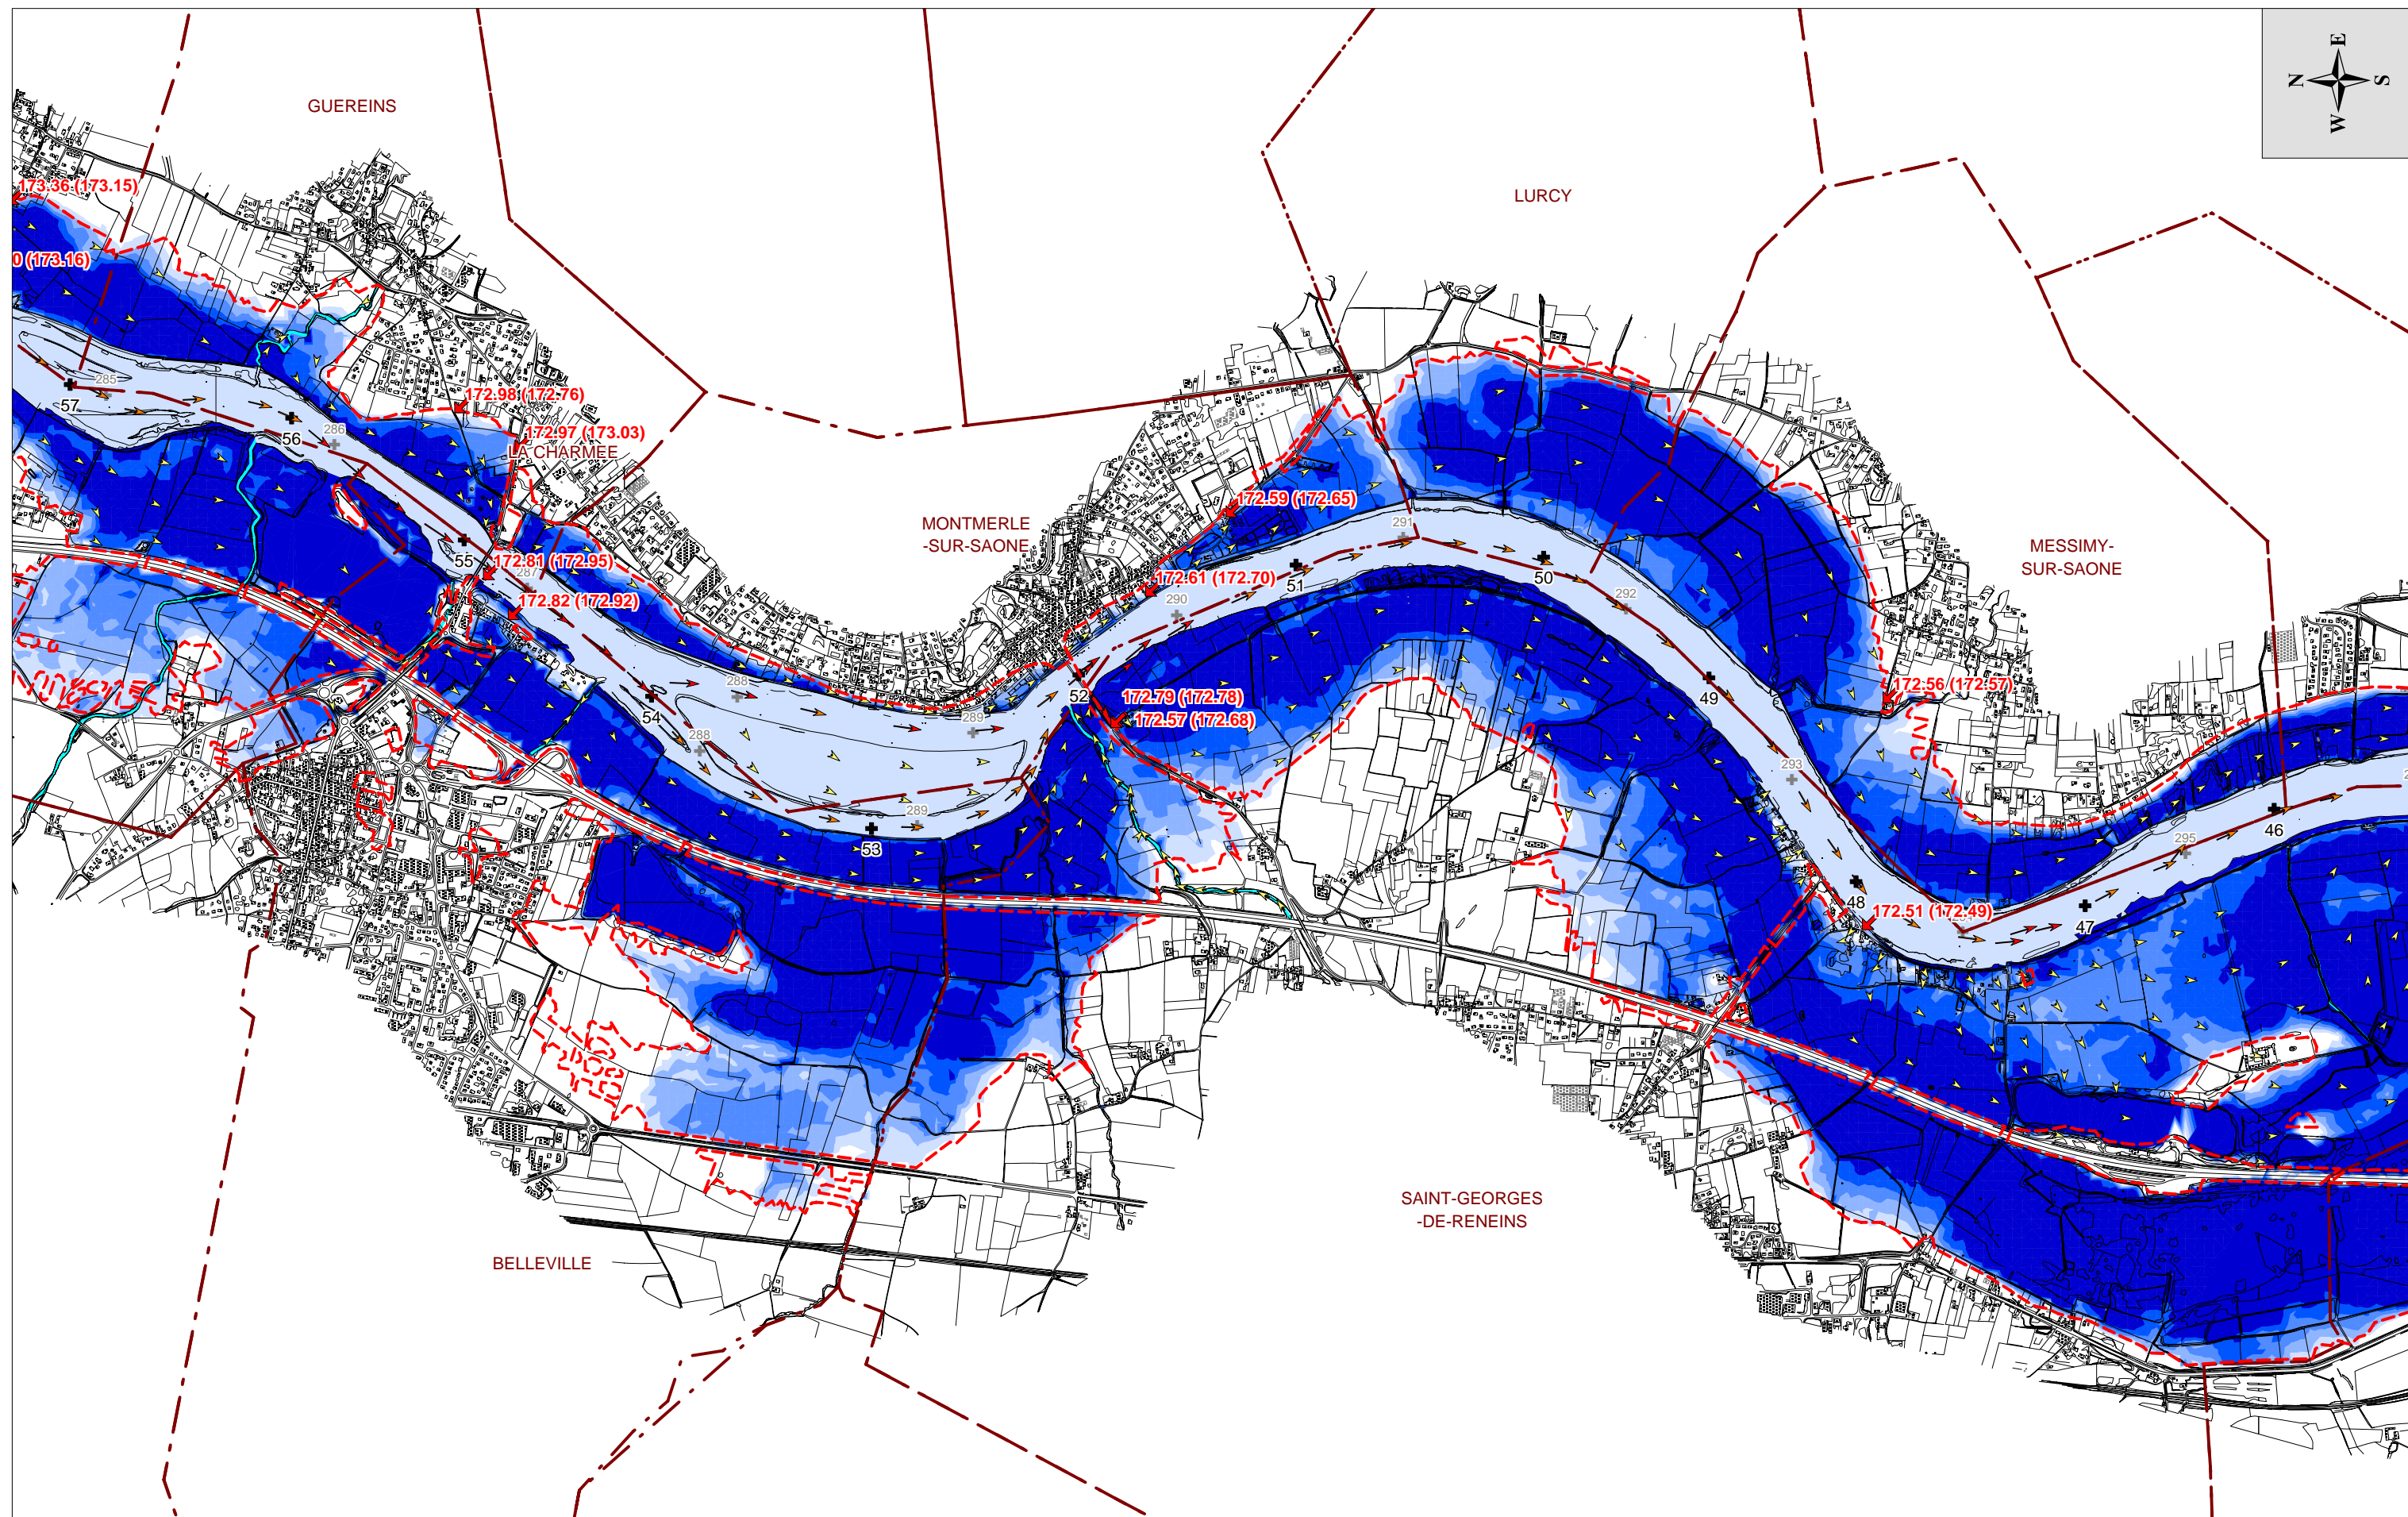 E
N
S
W
GUEREINS
173.36 (173.15)
LURCY
0 (173.16)
285
57
172.98 (172.76)
286
56
172.97 (173.03)
LA CHARMEE
172.59 (172.65)
MONTMERLE
-SUR-SAONE
291
MESSIMY-
SUR-SAONE
55
172.81 (172.95)
287
172.61 (172.70)
51
50
290
292
172.82 (172.92)
288
52
172.79 (172.78)
172.57 (172.68)
172.56 (172.57)
49
54
289
288
293
289
53
295
46
48
172.51 (172.49)
47
SAINT-GEORGES
-DE-RENEINS
BELLEVILLE